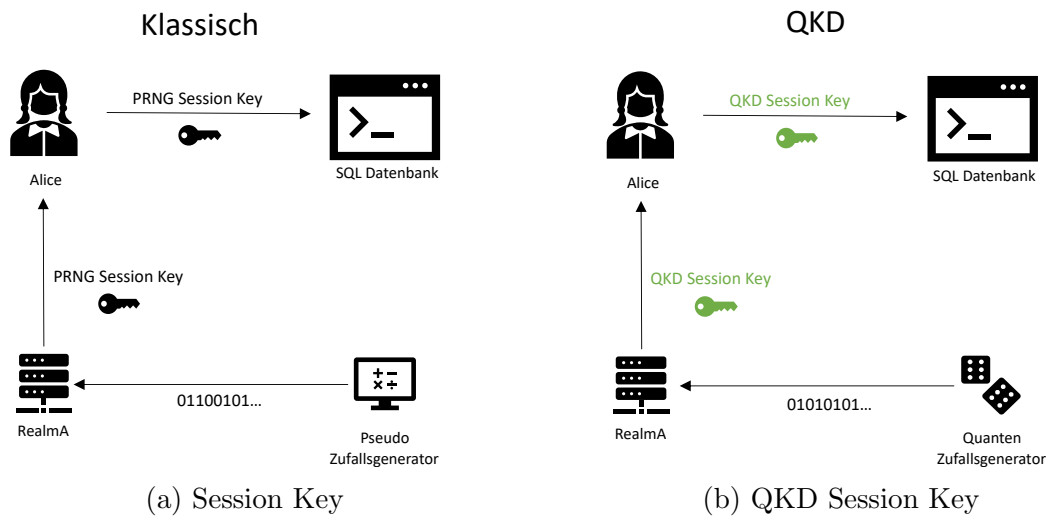 Klassisch
PRNG Session Key
Alice
SQL Datenbank
PRNG Session Key
01100101...
RealmA
Pseudo
Zufallsgenerator
(a) Session Key
QKD
QKD Session Key
Alice
SQL Datenbank
QKD Session Key
01010101...
RealmA
Quanten
Zufallsgenerator
(b) QKD Session Key